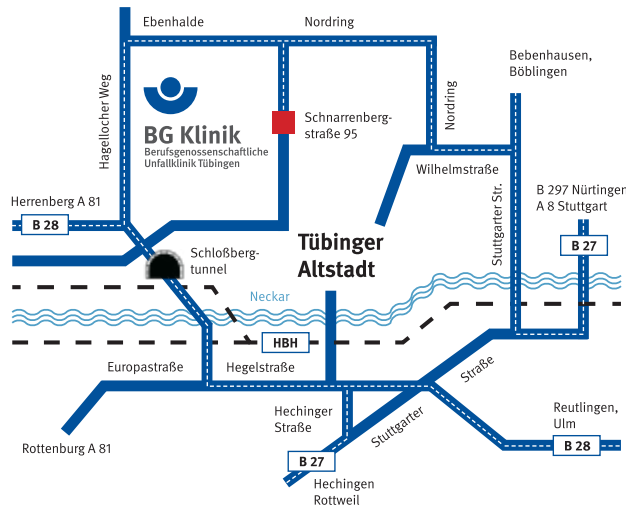 Ebenhalde
Nordring
Bebenhausen,
Böblingen
Hagellocher Weg
Nordring
BG Klinik
Berufsgenossenschaftliche
Unfallklinik Tübingen
Schnarrenberg-
straße 95
Wilhelmstraße
Herrenberg A 81
B 28
B 297 Nürtingen
A 8 Stuttgart
B 27
Stuttgarter Str.
Schloßberg-
tunnel
Tübinger
Altstadt
Neckar
HBH
Europastraße
Hegelstraße
Stuttgarter
Straße
Hechinger
Straße
Rottenburg A 81
B 27
Hechingen
Rottweil
Reutlingen,
Ulm
B 28